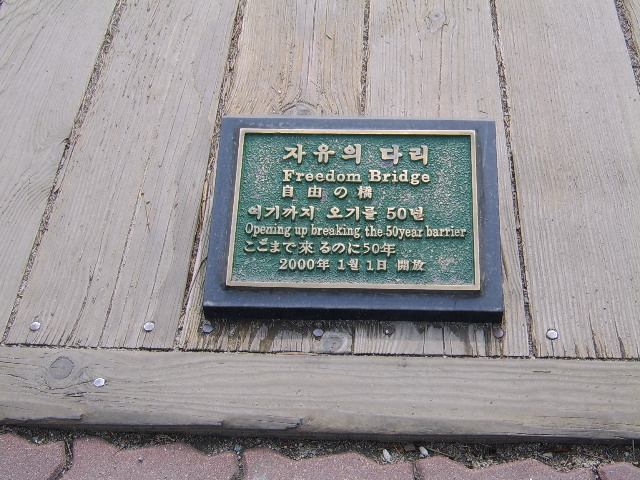 자유의 다리
Freedom Bridge
自由の橋
여기까지 오기를 50년
Opening up breaking the 50year barrier
ここまで來るのに50年
2000年 1월 1日 開放